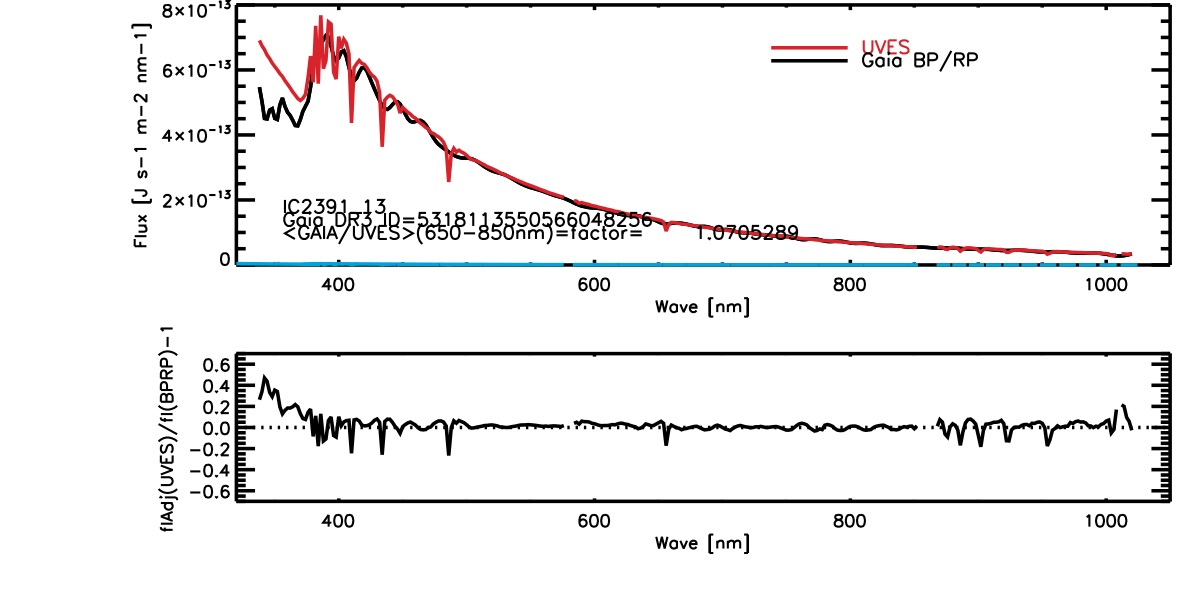 8×10−13
6×10−13
4×10−13
2×10−13
0
Flux [J s−1 m−2 nm−1]
UVES
Gaia BP/RP
IC2391_13
Gaia DR3 ID=5318113550566048256
<GAIA/UVES>(650−850nm)=factor= 1.0705289
400 600 800 1000
Wave [nm]
flAdj(UVES)/fl(BPRP)−1
0.6
0.4
0.2
0.0
−0.2
−0.4
−0.6
400 600 800 1000
Wave [nm]